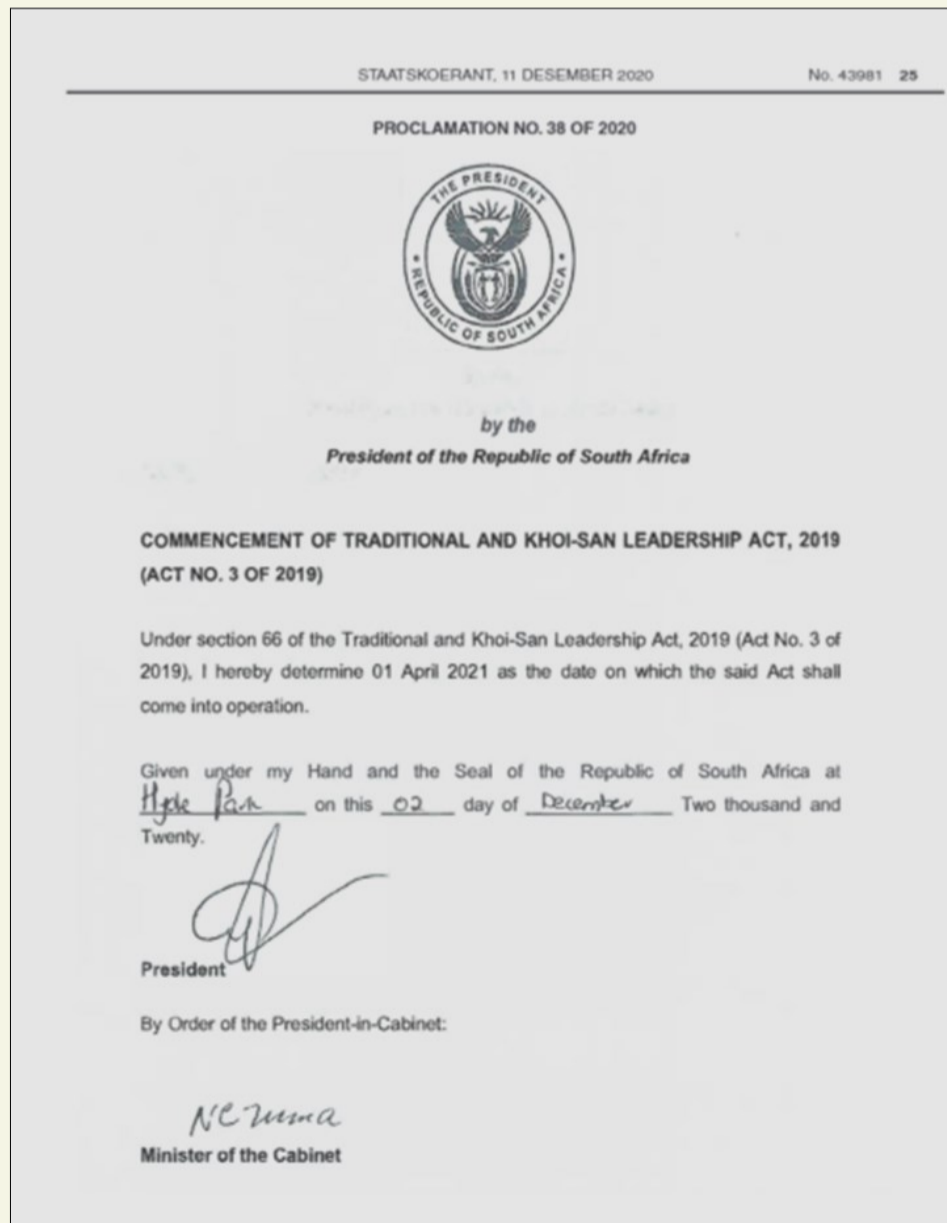 STAATSKOERANT, 11 DESEMBER 2020 No. 43981 25
PROCLAMATION NO. 38 OF 2020
THE PRESIDENT
• REPUBLIC OF SOUTH AFRICA •
by the
President of the Republic of South Africa
COMMENCEMENT OF TRADITIONAL AND KHOI-SAN LEADERSHIP ACT, 2019
(ACT NO. 3 OF 2019)
Under section 66 of the Traditional and Khoi-San Leadership Act, 2019 (Act No. 3 of
2019), I hereby determine 01 April 2021 as the date on which the said Act shall
come into operation.
Given under my Hand and the Seal of the Republic of South Africa at
Hyde Park on this 02 day of December Two thousand and
Twenty.
President
By Order of the President-in-Cabinet:
NC Zuma
Minister of the Cabinet